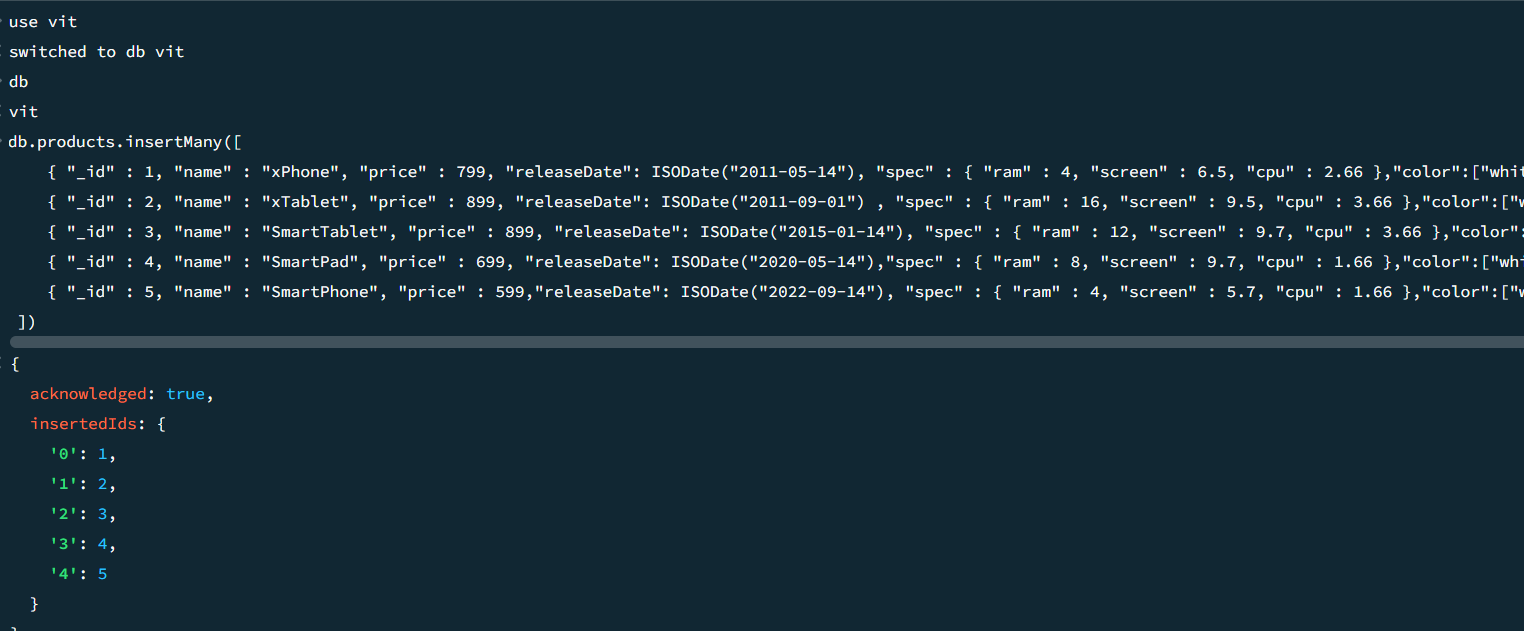 use vit
switched to db vit
db
vit
db.products.insertMany([
{ "_id" : 1, "name" : "xPhone", "price" : 799, "releaseDate": ISODate("2011-05-14"), "spec" : { "ram" : 4, "screen" : 6.5, "cpu" : 2.66 },"color":["whit
{ "_id" : 2, "name" : "xTablet", "price" : 899, "releaseDate": ISODate("2011-09-01") , "spec" : { "ram" : 16, "screen" : 9.5, "cpu" : 3.66 },"color":["w
{ "_id" : 3, "name" : "SmartTablet", "price" : 899, "releaseDate": ISODate("2015-01-14"), "spec" : { "ram" : 12, "screen" : 9.7, "cpu" : 3.66 },"color":
{ "_id" : 4, "name" : "SmartPad", "price" : 699, "releaseDate": ISODate("2020-05-14"),"spec" : { "ram" : 8, "screen" : 9.7, "cpu" : 1.66 },"color":["whi
{ "_id" : 5, "name" : "SmartPhone", "price" : 599,"releaseDate": ISODate("2022-09-14"), "spec" : { "ram" : 4, "screen" : 5.7, "cpu" : 1.66 },"color":["w
])
{
acknowledged: true,
insertedIds: {
'0': 1,
'1': 2,
'2': 3,
'3': 4,
'4': 5
}
}